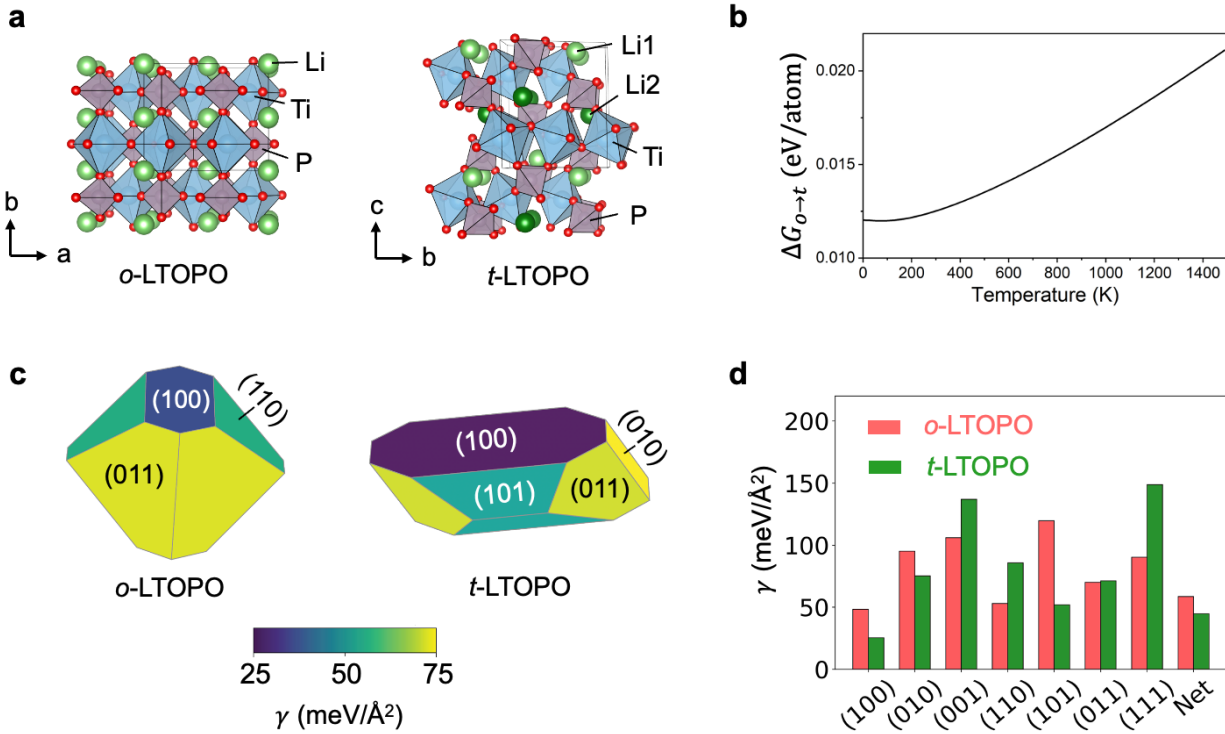 a
Li
Ti
P
b
a
o-LTOPO
Li1
Li2
Ti
P
c
b
t-LTOPO
b
ΔG o→t (eV/atom)
0.020
0.015
0.010
0 200 400 600 800 1000 1200 1400
Temperature (K)
c
(100)
(110)
(011)
o-LTOPO
(100)
(010)
(101)
(011)
t-LTOPO
25 50 75
γ (meV/Å²)
d
γ (meV/Å²)
200
150
100
50
0
o-LTOPO
t-LTOPO
(100) (010) (001) (110) (101) (011) (111) Net